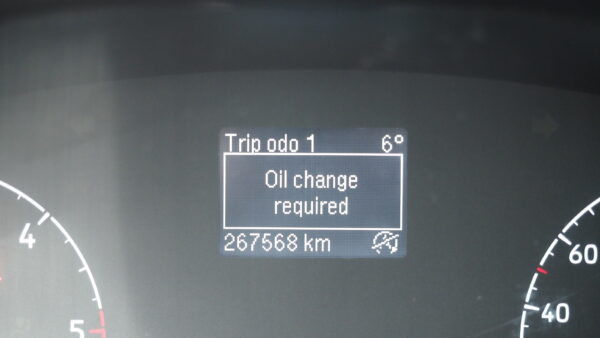 Trip odo 1 6°
Oil change
required
267568 km
4
5
60
40